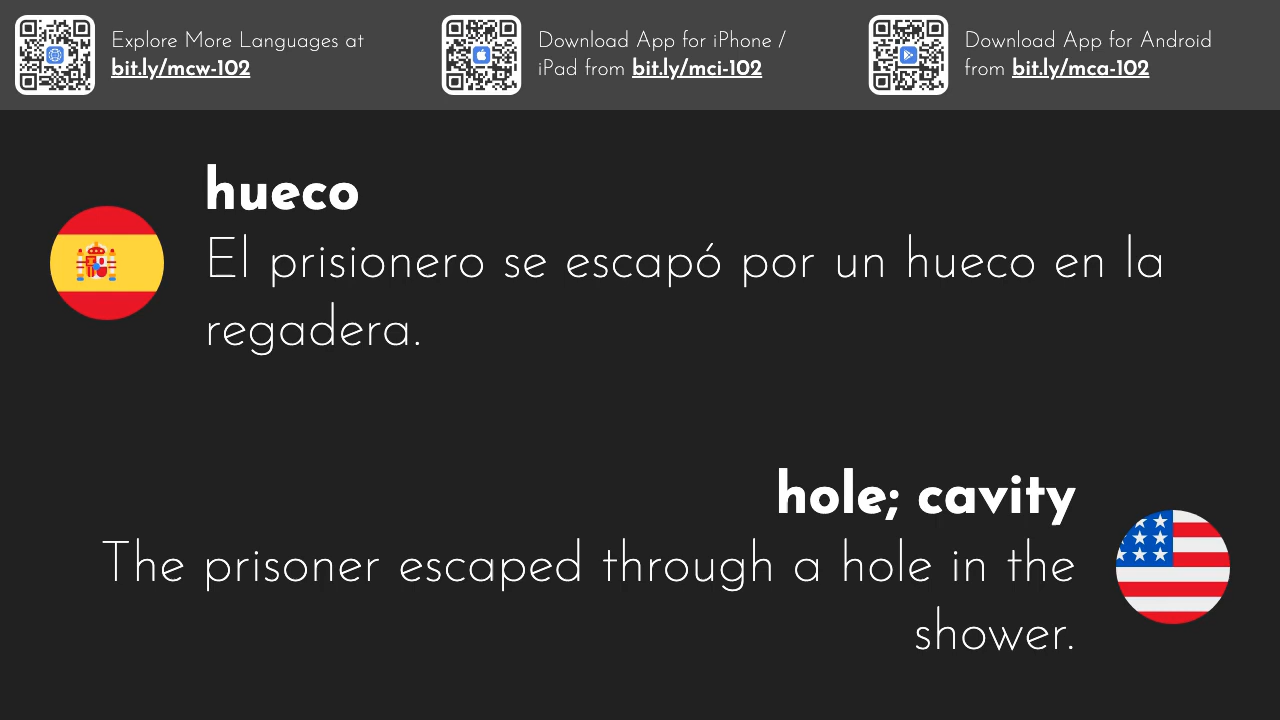 Explore More Languages at
bit.ly/mcw-102
Download App for iPhone /
iPad from bit.ly/mci-102
Download App for Android
from bit.ly/mca-102
hueco
El prisionero se escapó por un hueco en la
regadera.
hole; cavity
The prisoner escaped through a hole in the
shower.